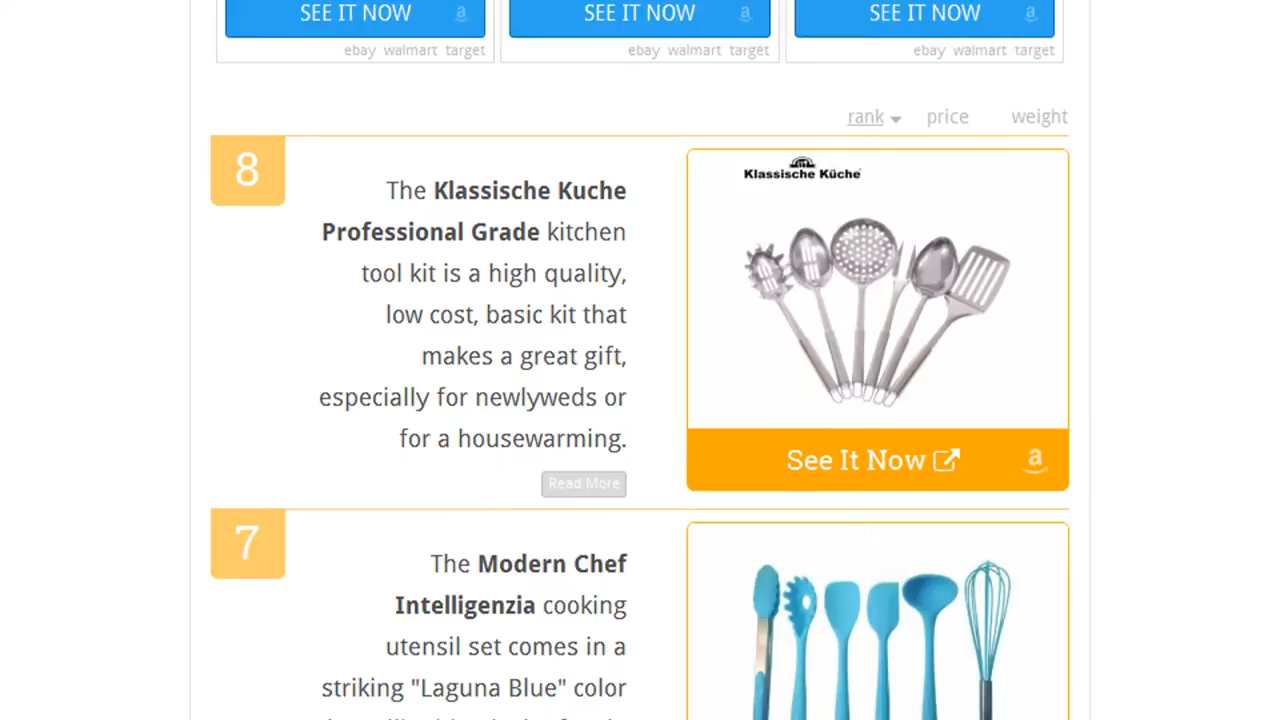 SEE IT NOW a SEE IT NOW a SEE IT NOW a
ebay walmart target ebay walmart target ebay walmart target
rank price weight
8
The Klassische Kuche
Professional Grade kitchen
tool kit is a high quality,
low cost, basic kit that
makes a great gift,
especially for newlyweds or
for a housewarming.
Read More
Klassische Küche
See It Now a
7
The Modern Chef
Intelligenzia cooking
utensil set comes in a
striking "Laguna Blue" color